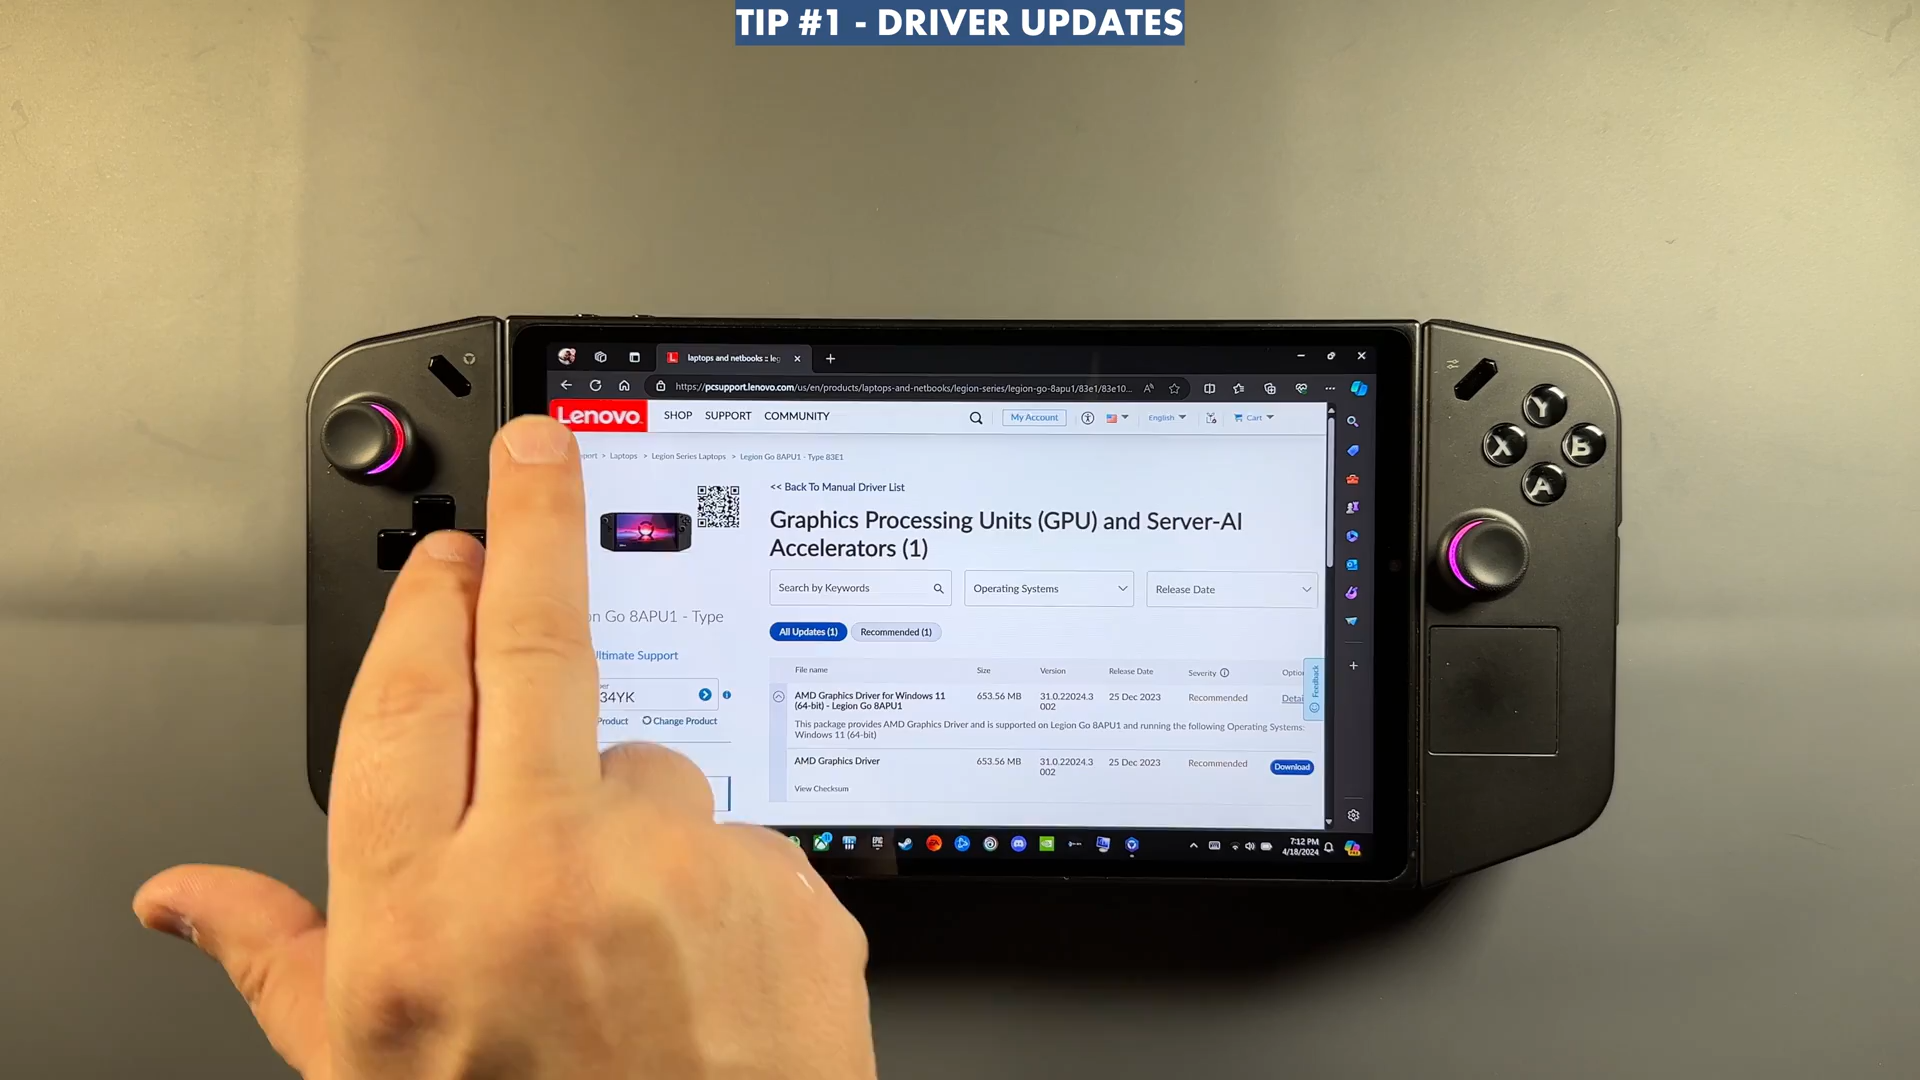 TIP #1 - DRIVER UPDATES
laptops and netbooks :: leg
https://pcsupport.lenovo.com/us/en/products/laptops-and-netbooks/legion-series/legion-go-8apu1/83e1/83e10...
Lenovo
SHOP SUPPORT COMMUNITY
My Account
English
Cart
port > Laptops > Legion Series Laptops > Legion Go 8APU1 - Type 83E1
<< Back To Manual Driver List
Graphics Processing Units (GPU) and Server-AI
Accelerators (1)
Search by Keywords
Operating Systems
Release Date
on Go 8APU1 - Type
Ultimate Support
34YK
Product Change Product
All Updates (1) Recommended (1)
File name Size Version Release Date Severity Optio
AMD Graphics Driver for Windows 11 653.56 MB 31.0.22024.3 25 Dec 2023 Recommended Detai
(64-bit) - Legion Go 8APU1 002
This package provides AMD Graphics Driver and is supported on Legion Go 8APU1 and running the following Operating Systems:
Windows 11 (64-bit)
AMD Graphics Driver 653.56 MB 31.0.22024.3 25 Dec 2023 Recommended Download
002
View Checksum
Feedback
EPIC
7:12 PM
4/18/2024
Y
X
B
A